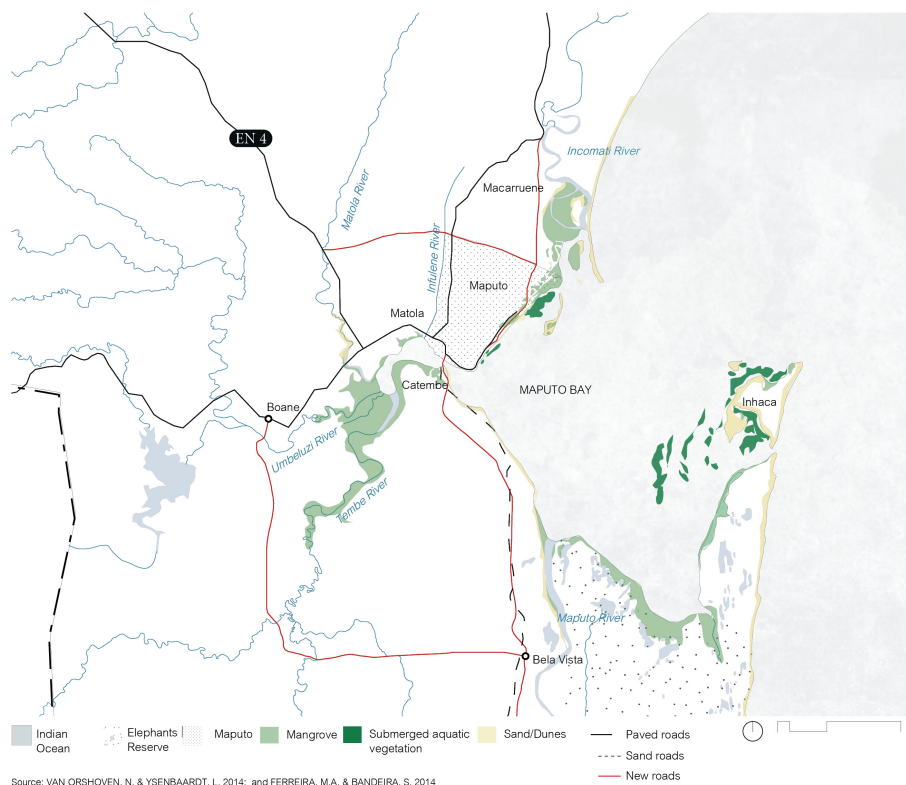 EN 4
Incomati River
Matola River
Macarruene
Infulene River
Maputo
Matola
MAPUTO BAY
Catembe
Inhaca
Boane
Umbeluzi River
Tembe River
Maputo River
Bela Vista
Indian
Ocean
Elephants
Reserve
Maputo
Mangrove
Submerged aquatic
vegetation
Sand/Dunes
Paved roads
Sand roads
New roads
Source: VAN ORSHOVEN, N. & YSENBAARDT, L. 2014; and FERREIRA, M.A. & BANDEIRA, S. 2014